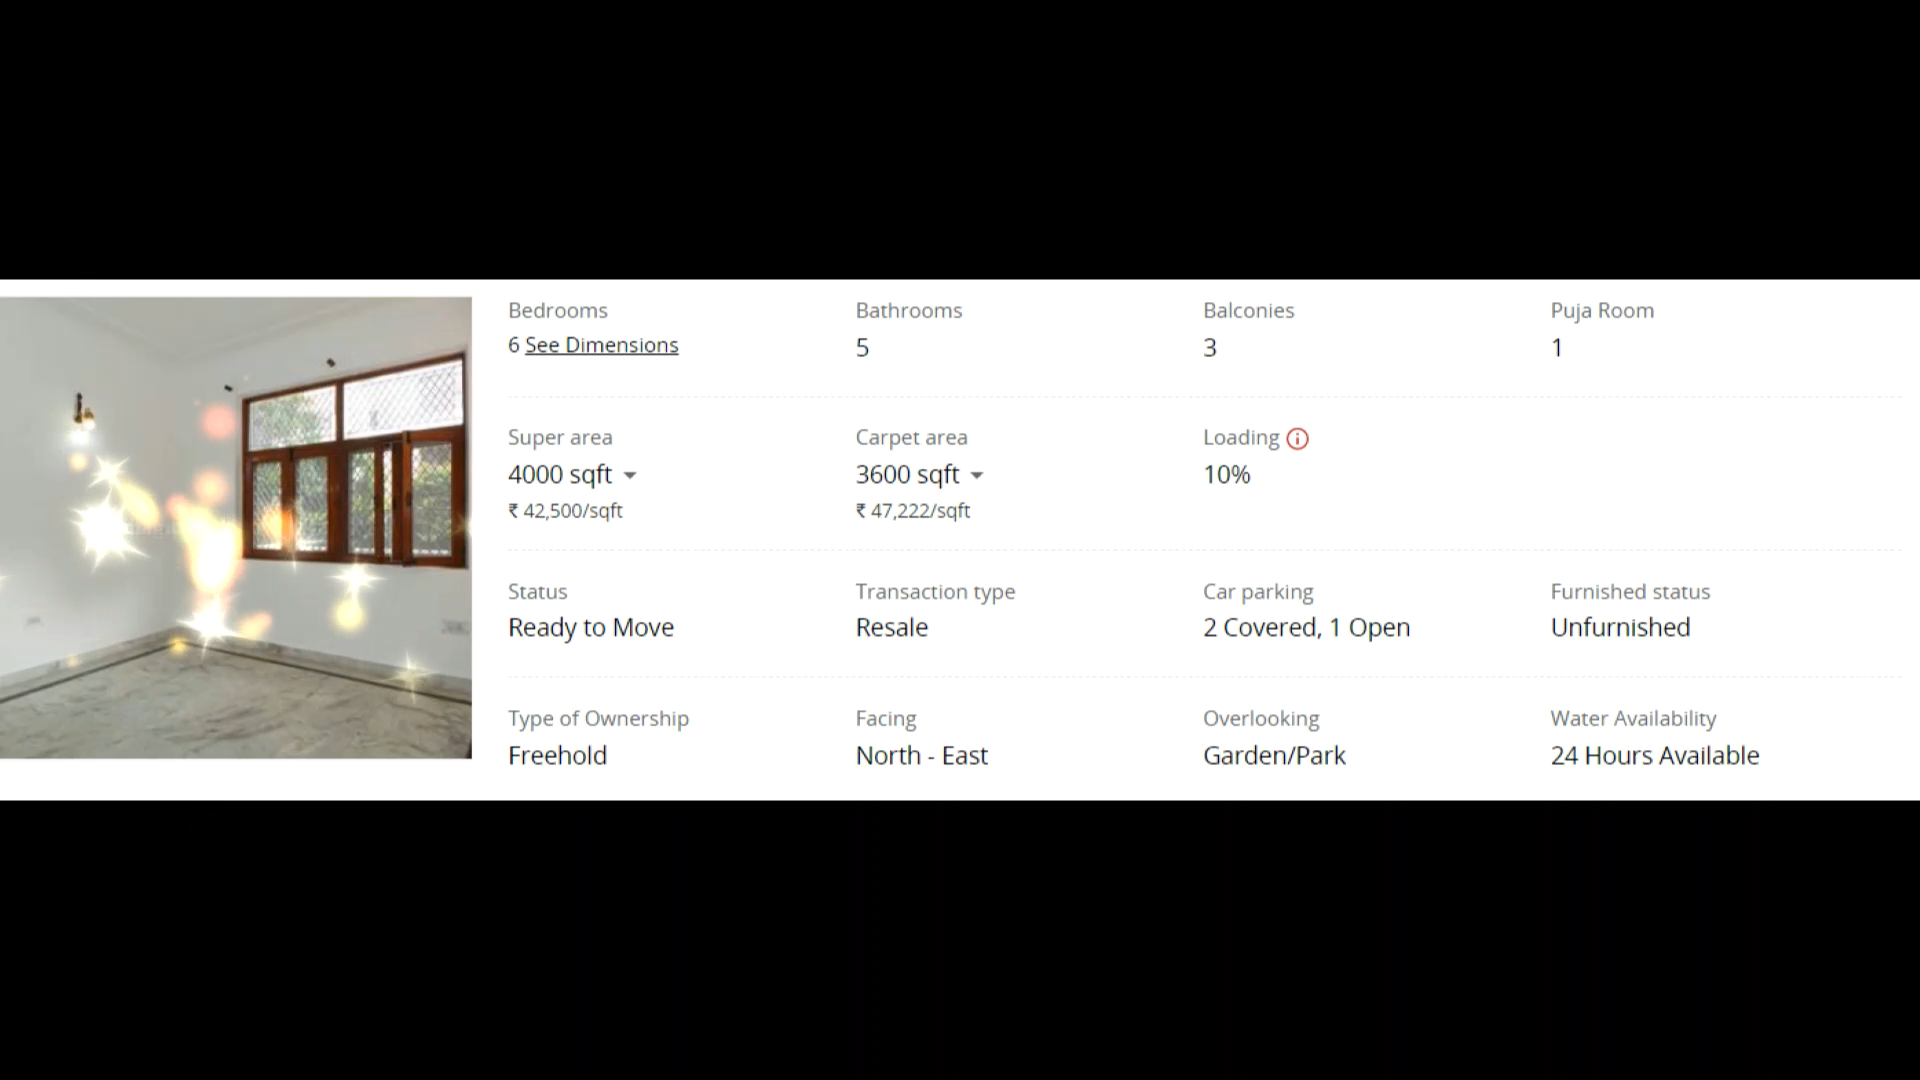 Bedrooms
Bathrooms
Balconies
Puja Room
6 See Dimensions
5
3
1
Super area
Carpet area
Loading
4000 sqft
3600 sqft
10%
₹ 42,500/sqft
₹ 47,222/sqft
Status
Transaction type
Car parking
Furnished status
Ready to Move
Resale
2 Covered, 1 Open
Unfurnished
Type of Ownership
Facing
Overlooking
Water Availability
Freehold
North - East
Garden/Park
24 Hours Available